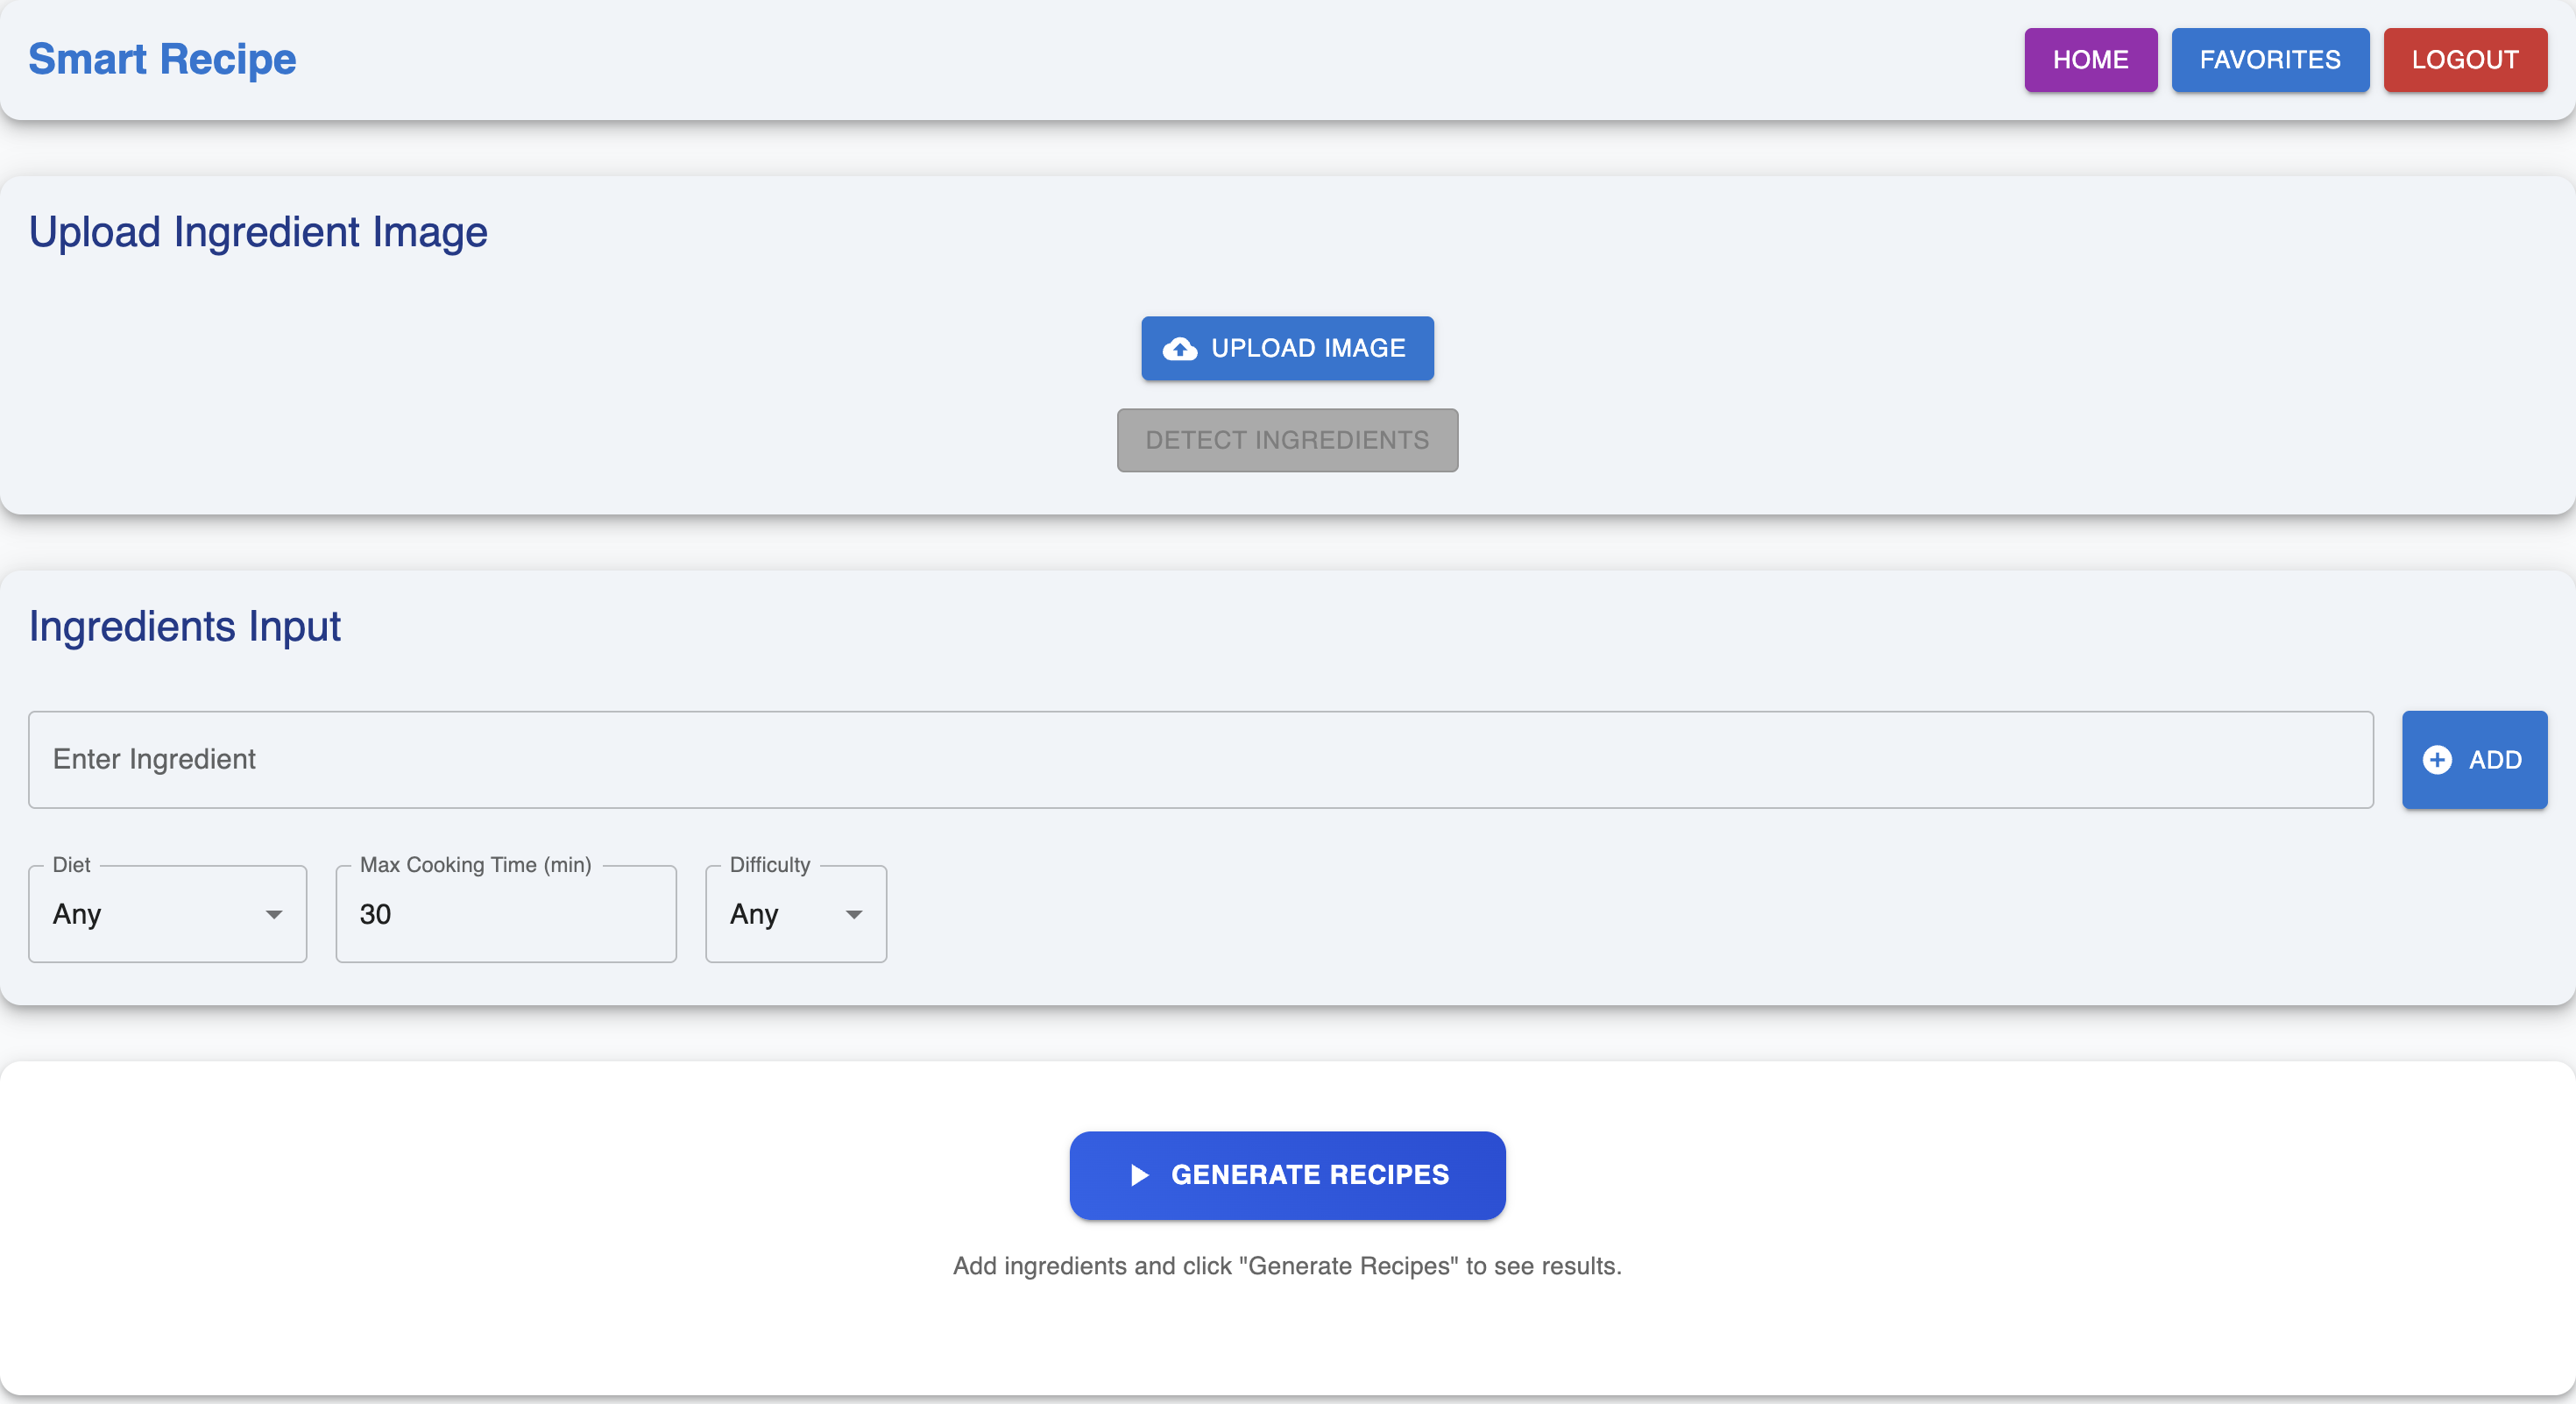 Smart Recipe
HOME
FAVORITES
LOGOUT
Upload Ingredient Image
UPLOAD IMAGE
DETECT INGREDIENTS
Ingredients Input
Enter Ingredient
ADD
Diet
Any
Max Cooking Time (min)
30
Difficulty
Any
GENERATE RECIPES
Add ingredients and click "Generate Recipes" to see results.